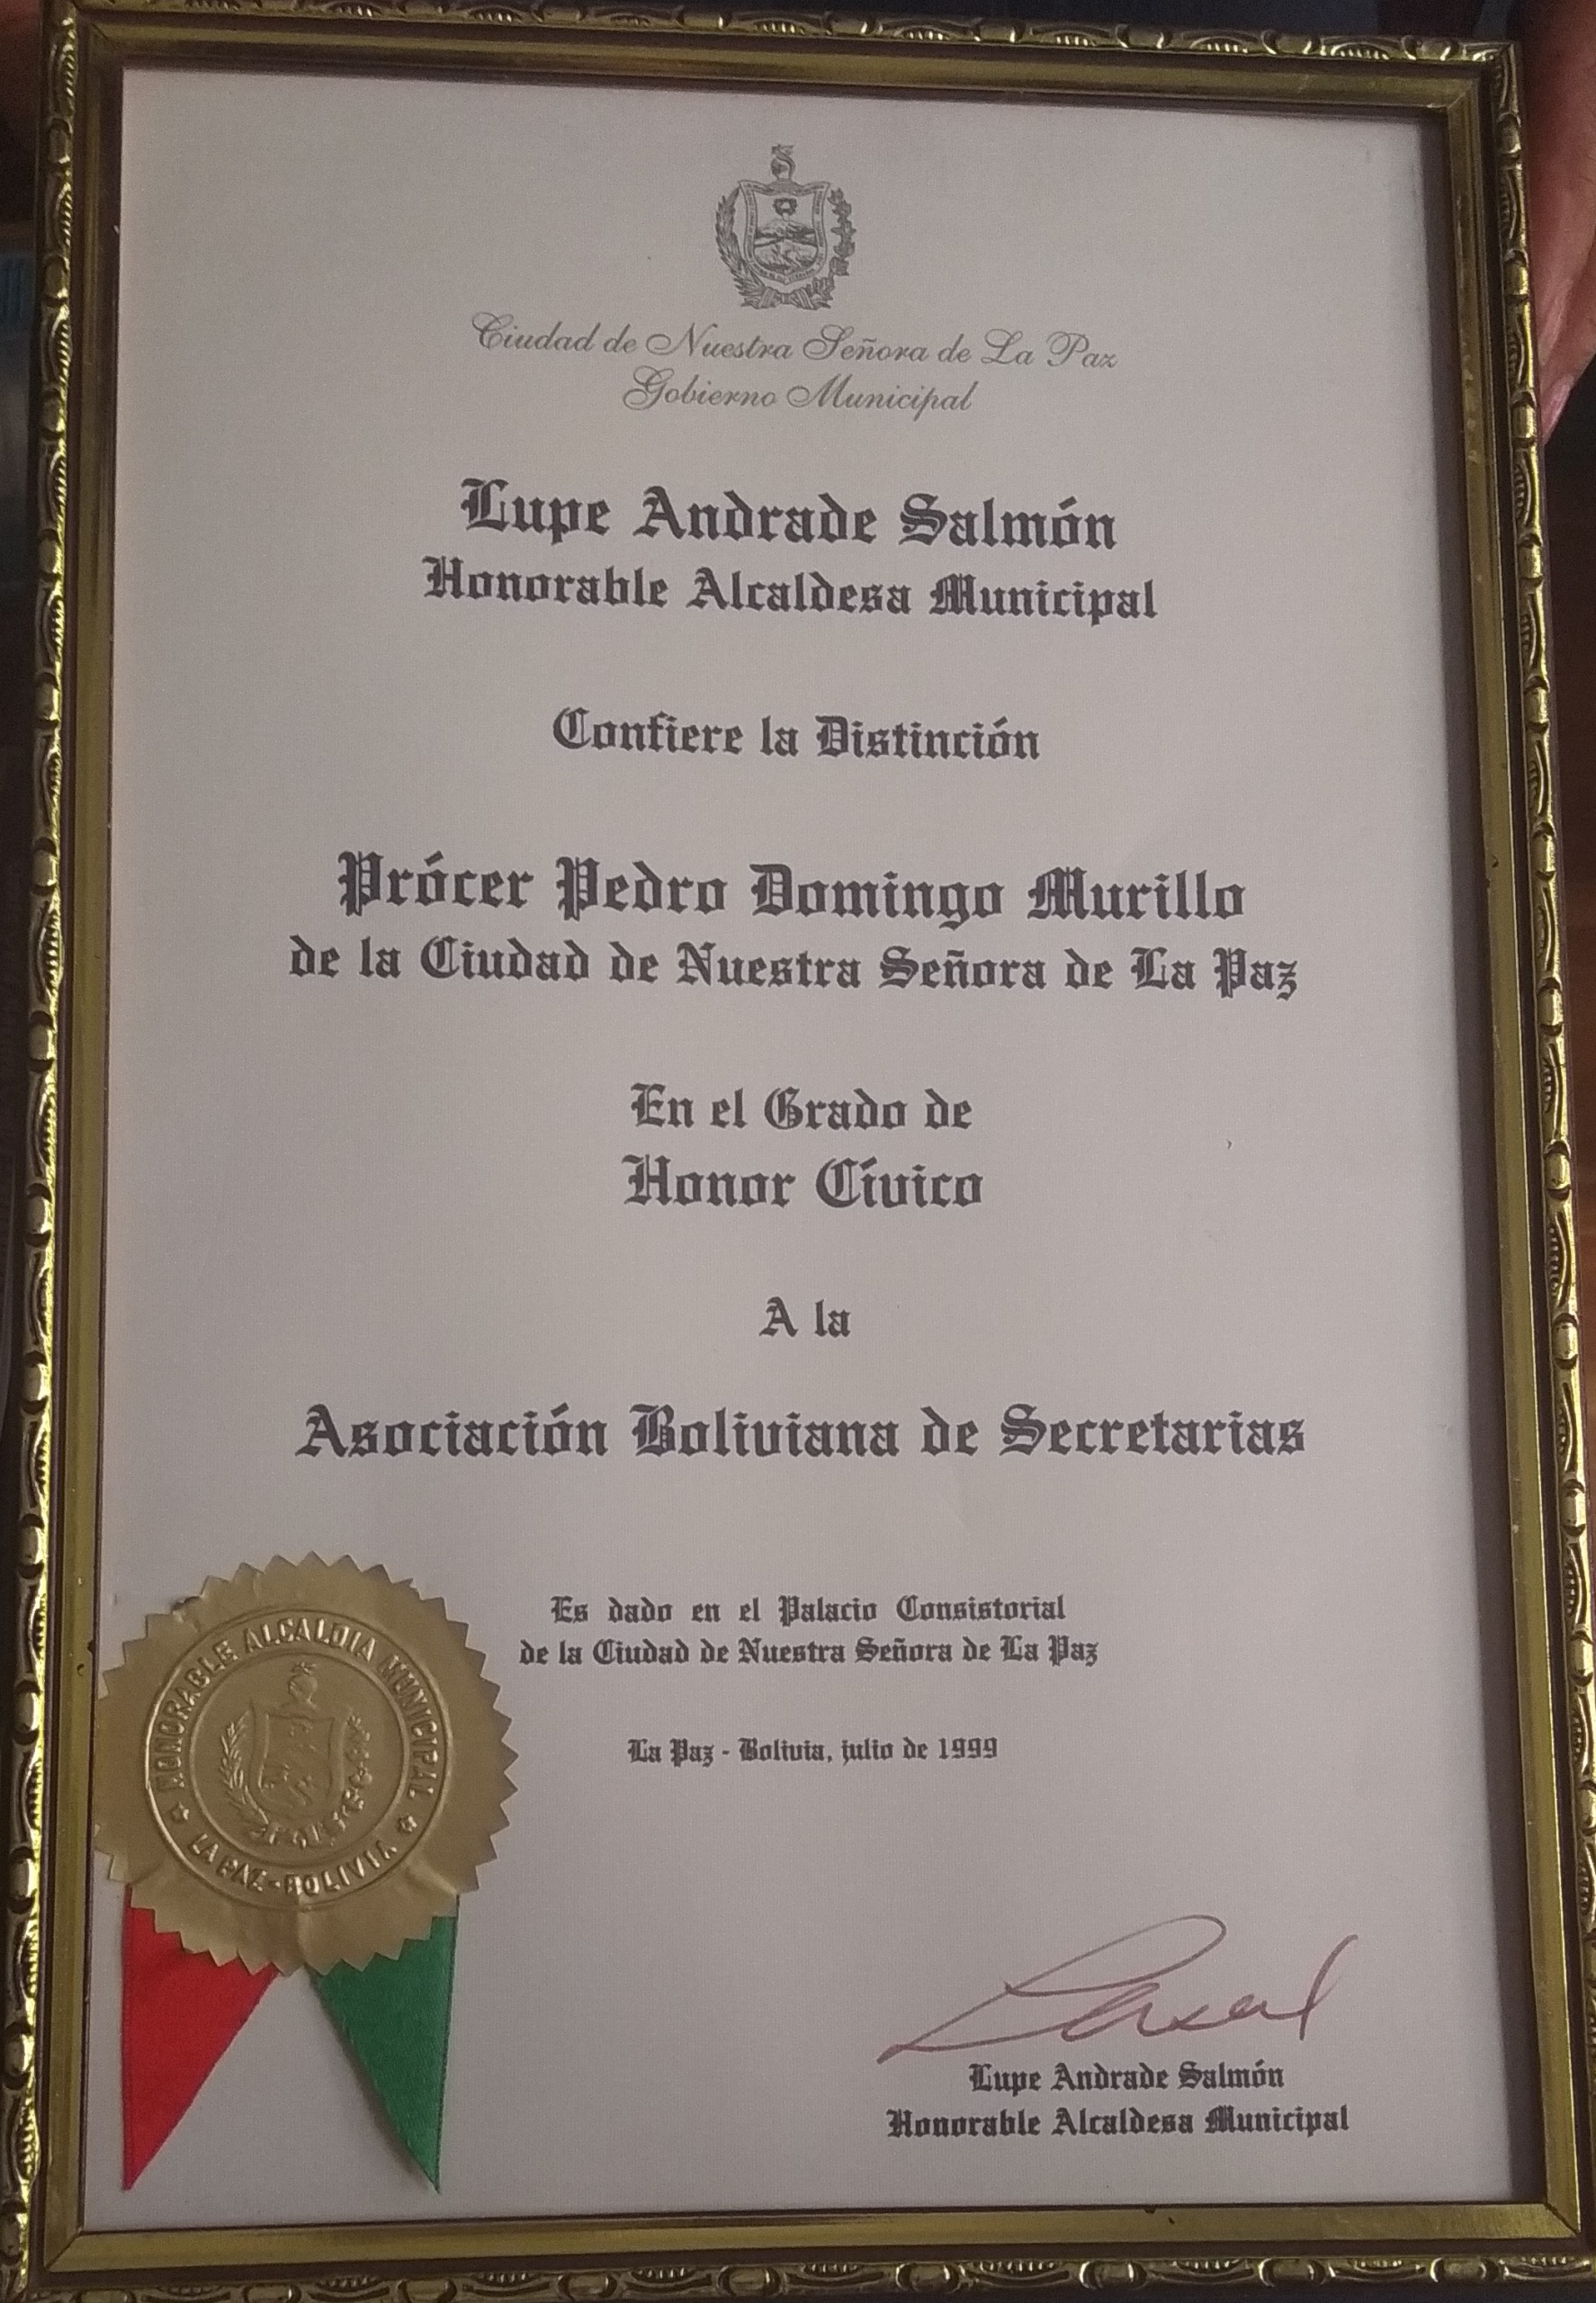 Ciudad de Nuestra Señora de La Paz
Gobierno Municipal
Lupe Andrade Salmón
Honorable Alcaldesa Municipal
Confiere la Distinción
Prócer Pedro Domingo Murillo
de la Ciudad de Nuestra Señora de La Paz
En el Grado de
Honor Cívico
A la
Asociación Boliviana de Secretarias
Es dado en el Palacio Consistorial
de la Ciudad de Nuestra Señora de La Paz
La Paz - Bolivia, julio de 1999
HONORABLE ALCALDIA MUNICIPAL
LA PAZ-BOLIVIA
Lupe Andrade Salmón
Honorable Alcaldesa Municipal